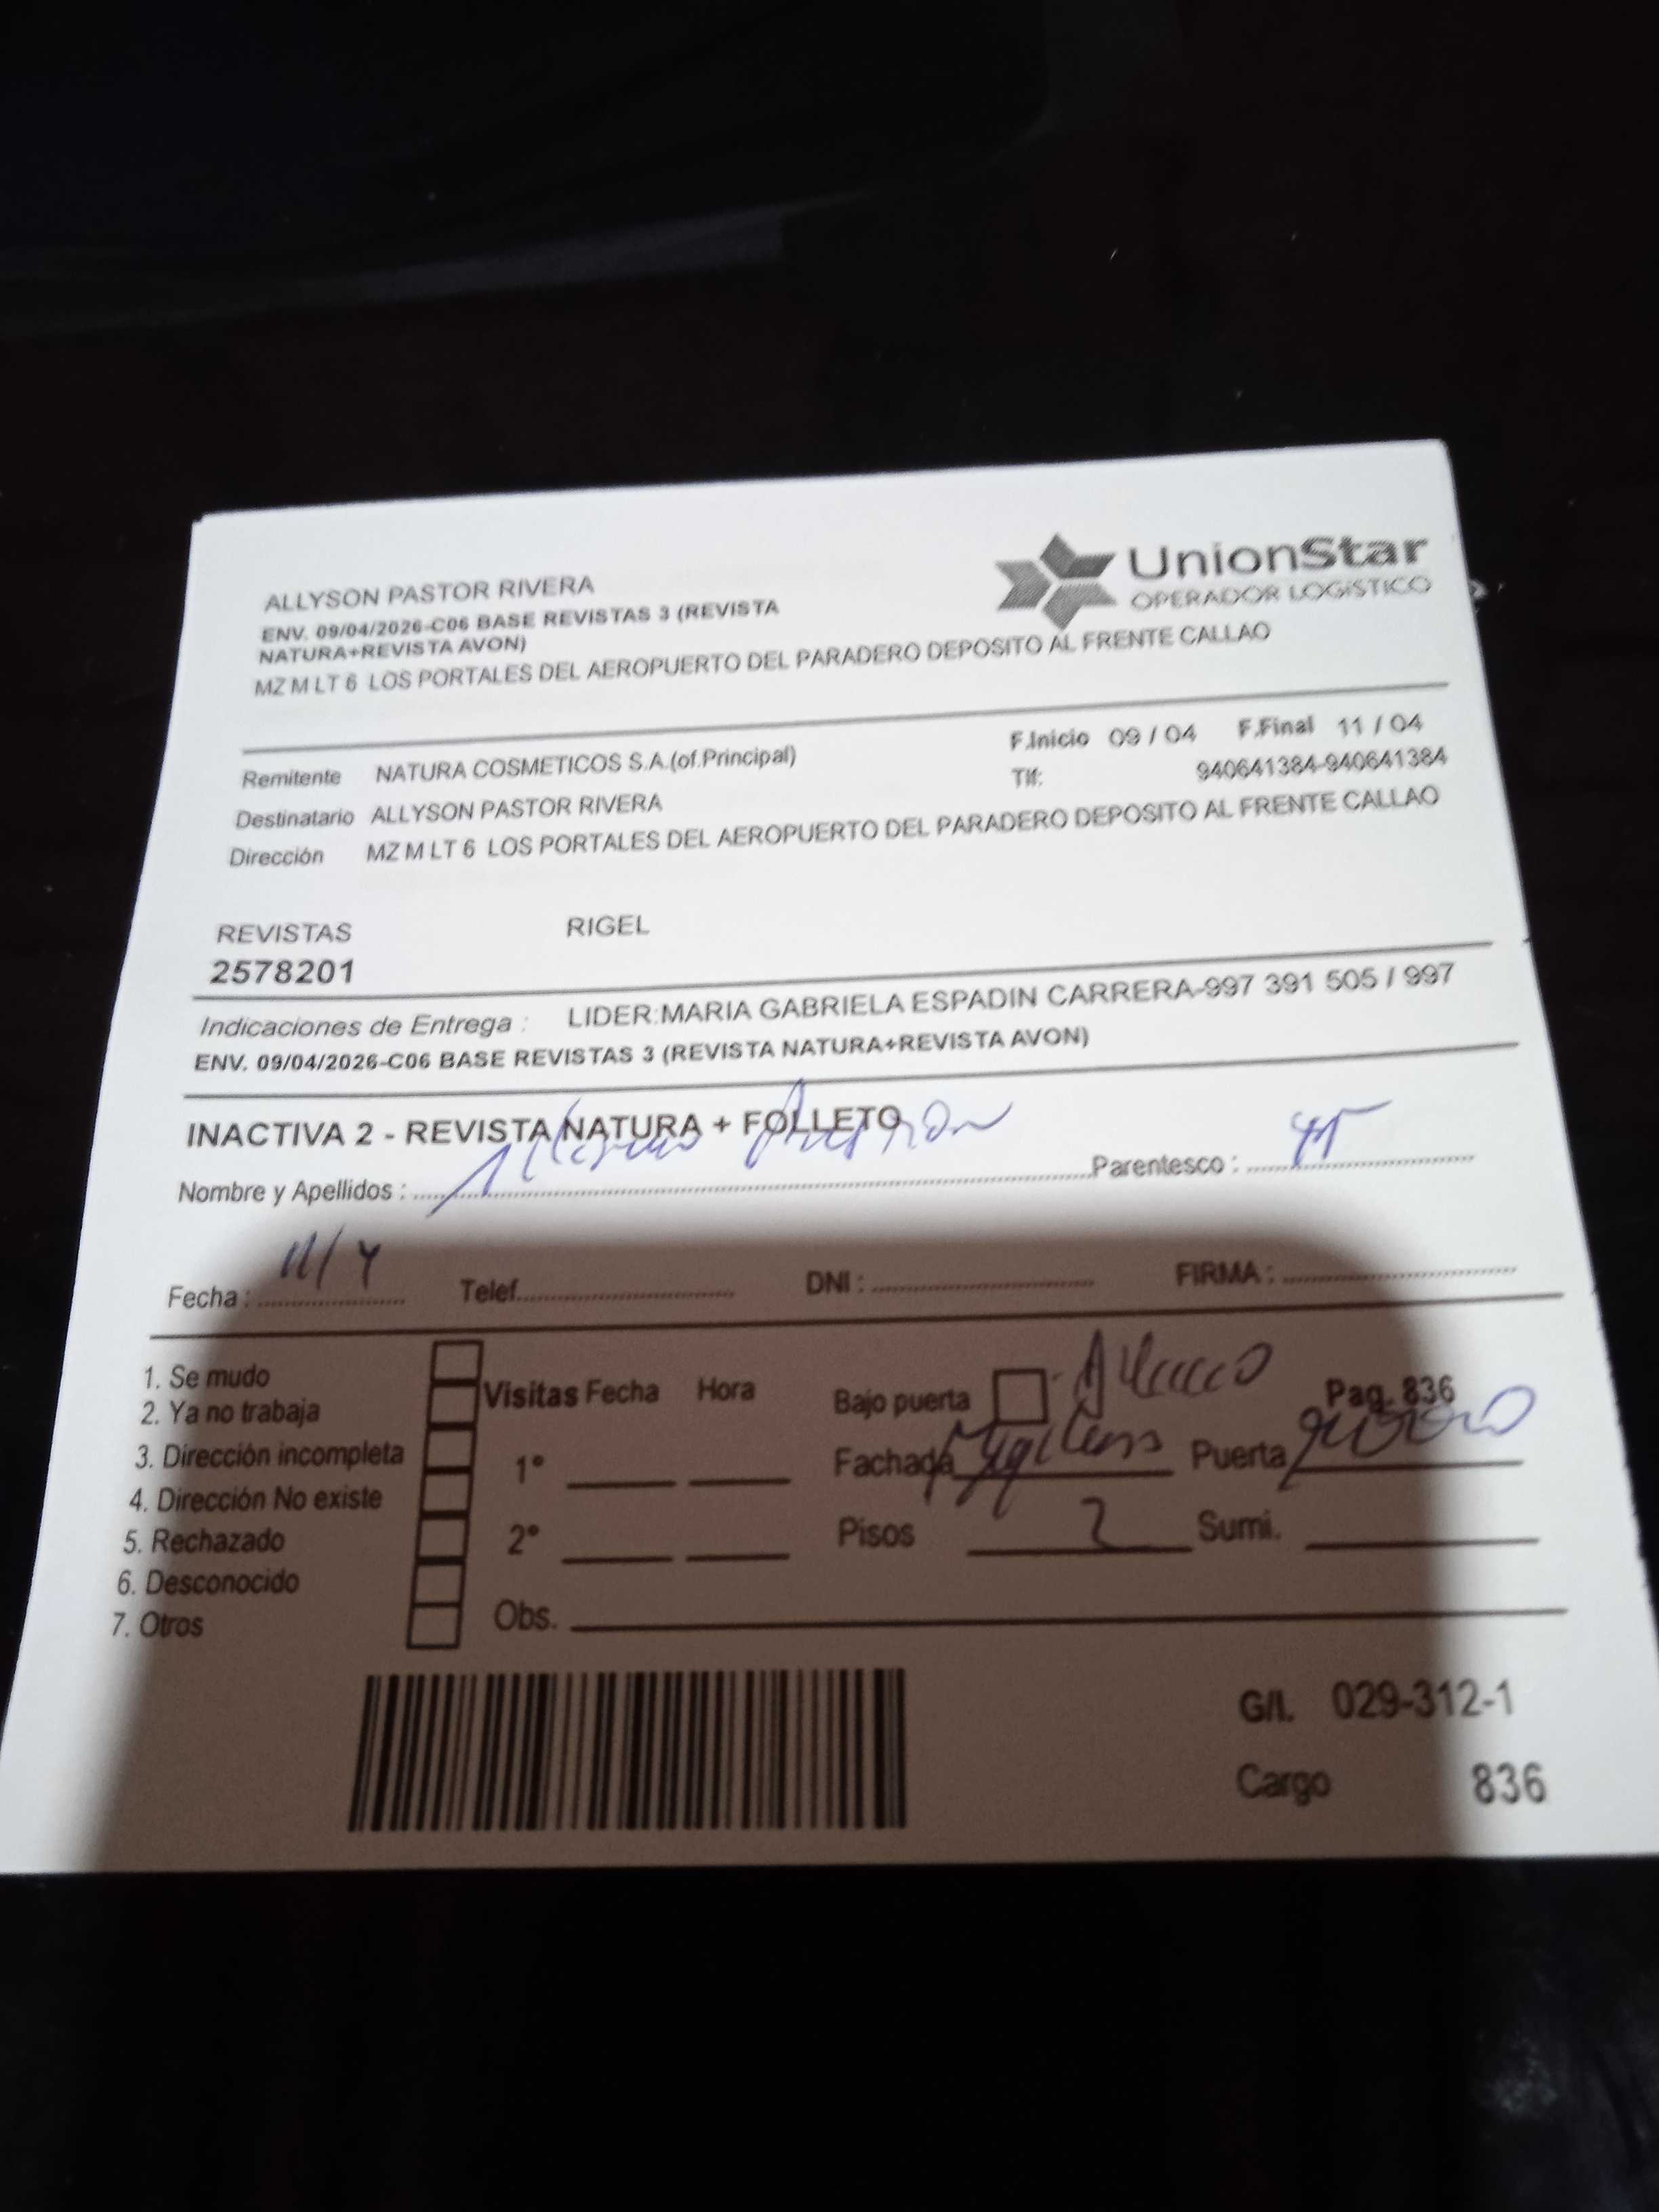 ALLYSON PASTOR RIVERA
ENV. 09/04/2026-C06 BASE REVISTAS 3 (REVISTA
NATURA+REVISTA AVON)
MZ M LT 6 LOS PORTALES DEL AEROPUERTO DEL PARADERO DEPOSITO AL FRENTE CALLAO
UnionStar
OPERADOR LOGISTICO
Remitente NATURA COSMETICOS S.A.(of.Principal)
F.Inicio 09 / 04 F.Final 11 / 04
Tlf: 940641384-940641384
Destinatario ALLYSON PASTOR RIVERA
Dirección MZ M LT 6 LOS PORTALES DEL AEROPUERTO DEL PARADERO DEPOSITO AL FRENTE CALLAO
REVISTAS RIGEL
2578201
Indicaciones de Entrega : LIDER:MARIA GABRIELA ESPADIN CARRERA-997 391 505 / 997
ENV. 09/04/2026-C06 BASE REVISTAS 3 (REVISTA NATURA+REVISTA AVON)
INACTIVA 2 - REVISTA NATURA + FOLLETO
Nombre y Apellidos : Parentesco :
Fecha : 11/4 Telef. DNI : FIRMA :
1. Se mudo
2. Ya no trabaja
3. Dirección incompleta
4. Dirección No existe
5. Rechazado
6. Desconocido
7. Otros
Visitas Fecha Hora
1°
2°
Obs.
Bajo puerta Pag. 836
Fachada Puerta
Pisos 2 Sumi.
G/I. 029-312-1
Cargo 836